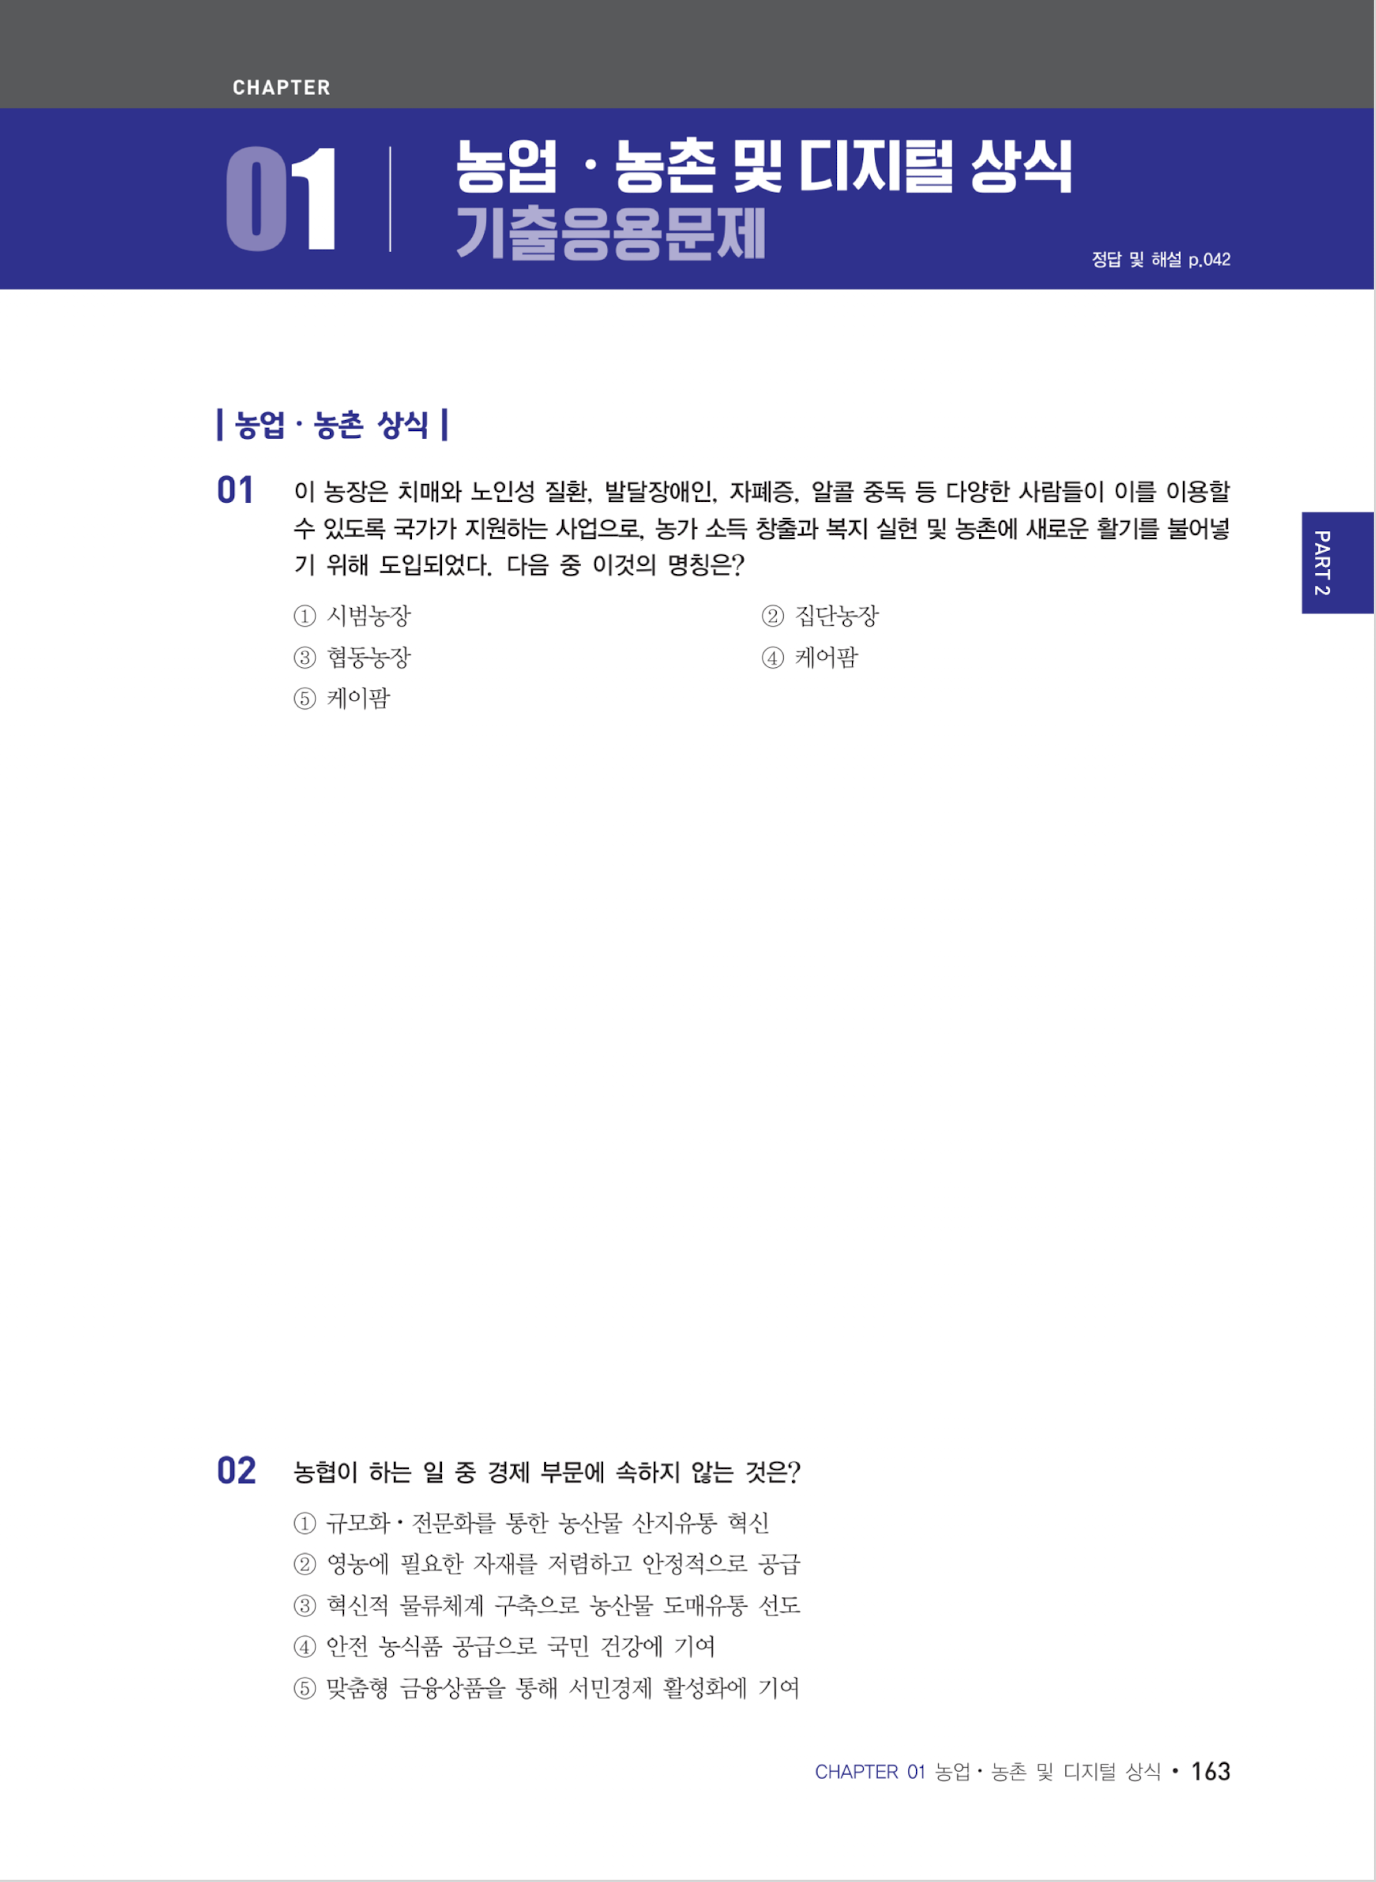 CHAPTER
01
농업 · 농촌 및 디지털 상식
기출응용문제
정답 및 해설 p.042
| 농업 · 농촌 상식 |
01 이 농장은 치매와 노인성 질환, 발달장애인, 자폐증, 알콜 중독 등 다양한 사람들이 이를 이용할
수 있도록 국가가 지원하는 사업으로, 농가 소득 창출과 복지 실현 및 농촌에 새로운 활기를 불어넣
기 위해 도입되었다. 다음 중 이것의 명칭은?
① 시범농장 ② 집단농장
③ 협동농장 ④ 케어팜
⑤ 케이팜
PART 2
02 농협이 하는 일 중 경제 부문에 속하지 않는 것은?
① 규모화 · 전문화를 통한 농산물 산지유통 혁신
② 영농에 필요한 자재를 저렴하고 안정적으로 공급
③ 혁신적 물류체계 구축으로 농산물 도매유통 선도
④ 안전 농식품 공급으로 국민 건강에 기여
⑤ 맞춤형 금융상품을 통해 서민경제 활성화에 기여
CHAPTER 01 농업 · 농촌 및 디지털 상식 • 163